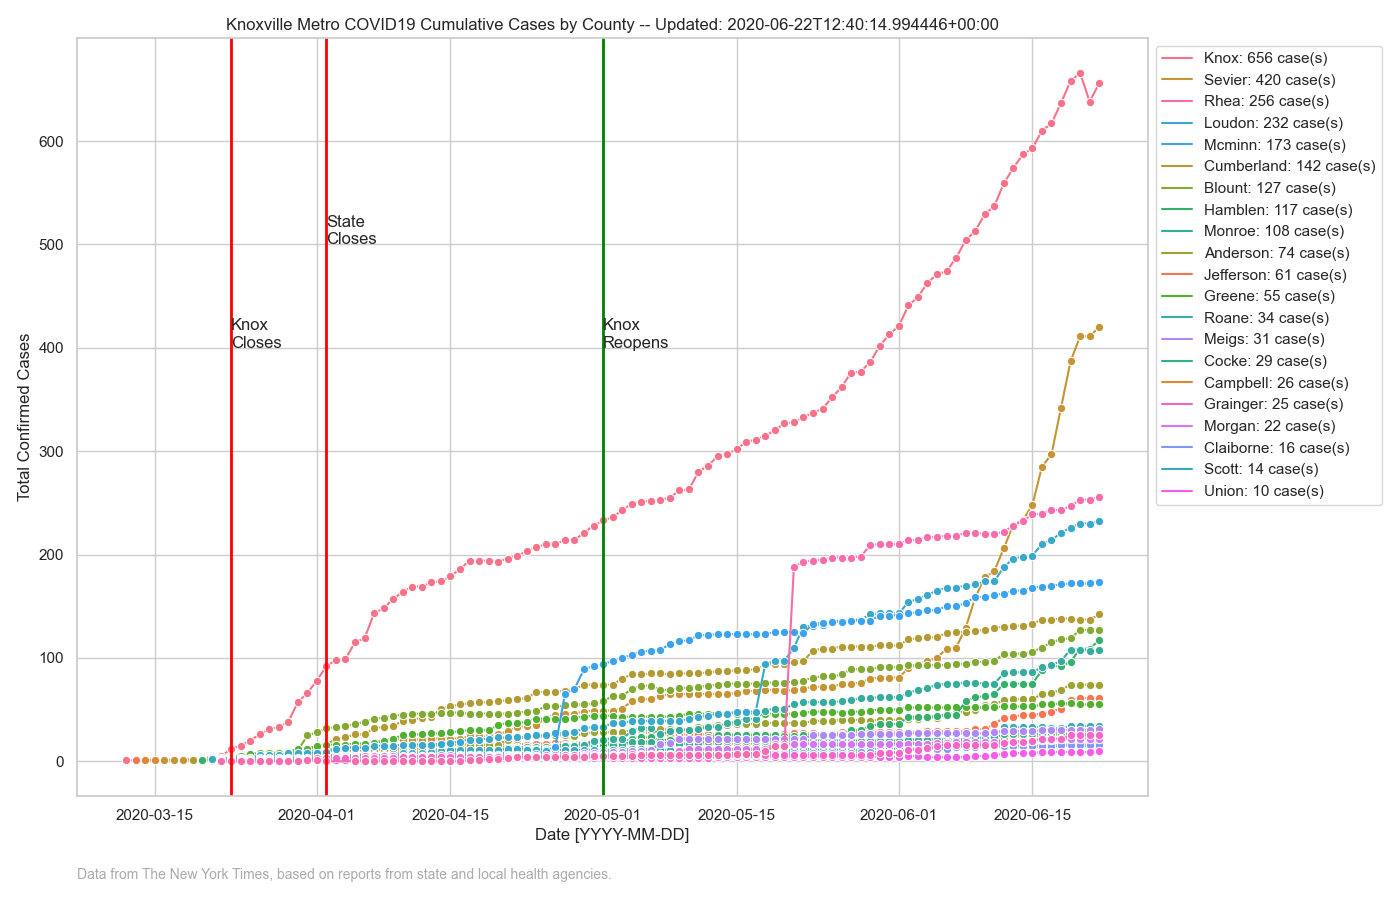 Knoxville Metro COVID19 Cumulative Cases by County -- Updated: 2020-06-22T12:40:14.994446+00:00
Total Confirmed Cases
600
500
400
300
200
100
0
State
Closes
Knox
Closes
Knox
Reopens
2020-03-15
2020-04-01
2020-04-15
2020-05-01
2020-05-15
2020-06-01
2020-06-15
Date [YYYY-MM-DD]
Knox: 656 case(s)
Sevier: 420 case(s)
Rhea: 256 case(s)
Loudon: 232 case(s)
Mcminn: 173 case(s)
Cumberland: 142 case(s)
Blount: 127 case(s)
Hamblen: 117 case(s)
Monroe: 108 case(s)
Anderson: 74 case(s)
Jefferson: 61 case(s)
Greene: 55 case(s)
Roane: 34 case(s)
Meigs: 31 case(s)
Cocke: 29 case(s)
Campbell: 26 case(s)
Grainger: 25 case(s)
Morgan: 22 case(s)
Claiborne: 16 case(s)
Scott: 14 case(s)
Union: 10 case(s)
Data from The New York Times, based on reports from state and local health agencies.